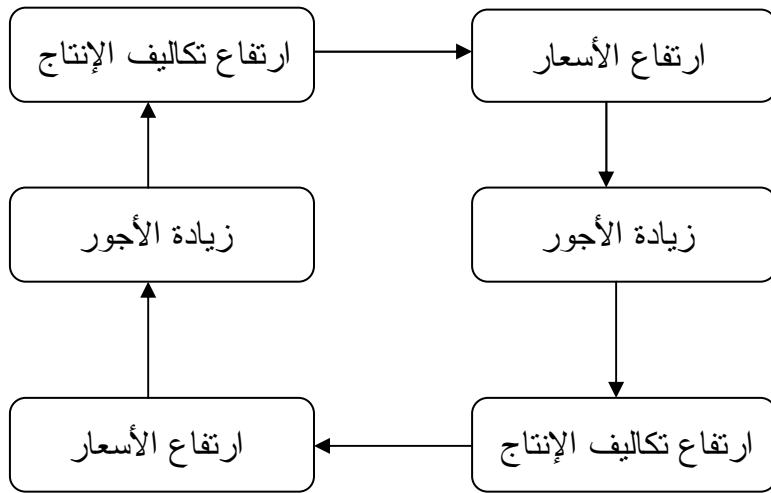 ارتفاع تكاليف الإنتاج
ارتفاع الأسعار
زيادة الأجور
زيادة الأجور
ارتفاع الأسعار
ارتفاع تكاليف الإنتاج